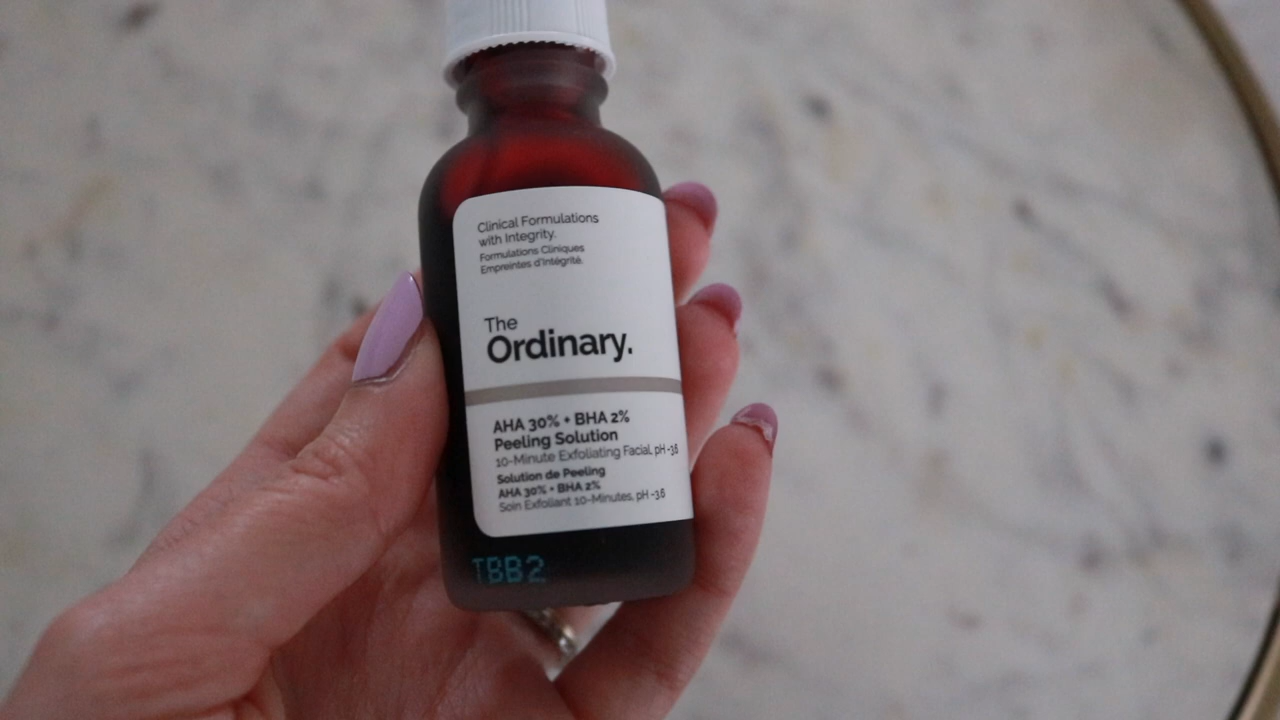 Clinical Formulations
with Integrity.
Formulations Cliniques
Empreintes d'Intégrité.
The
Ordinary.
AHA 30% + BHA 2%
Peeling Solution
10-Minute Exfoliating Facial, pH ~3.6
Solution de Peeling
AHA 30% + BHA 2%
Soin Exfoliant 10-Minutes, pH ~3.6
TBB2